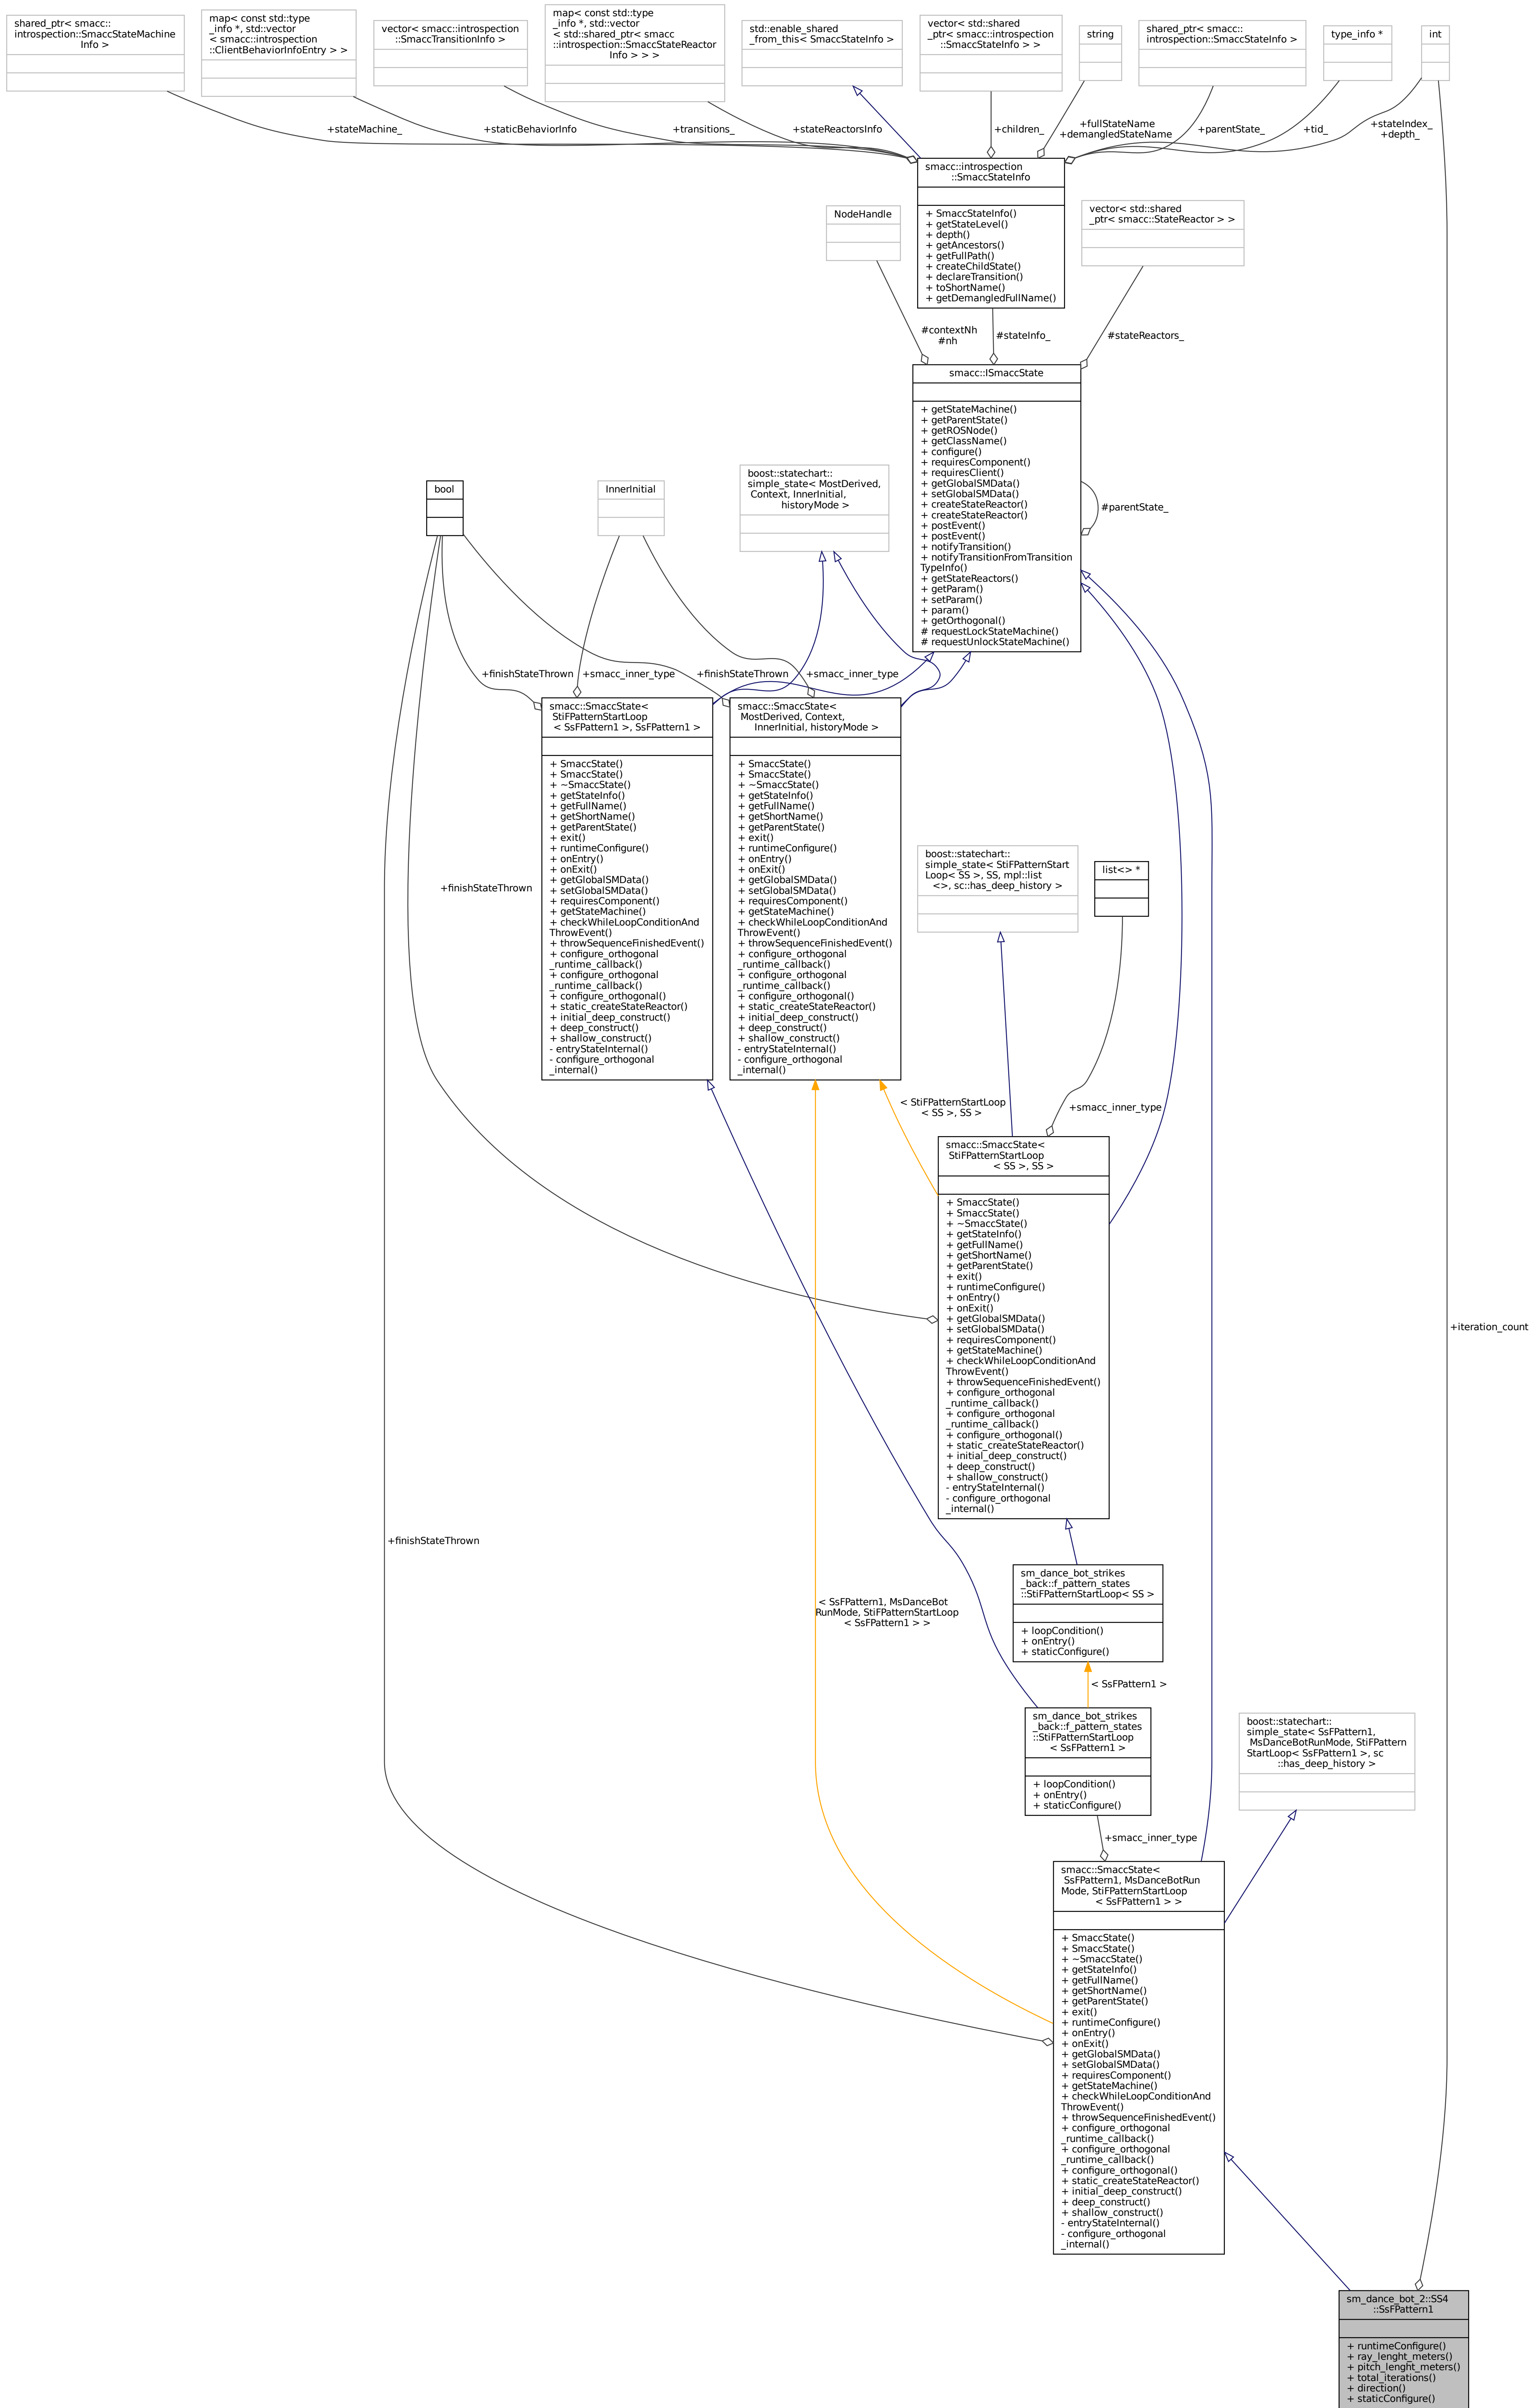 shared_ptr< smacc::
introspection::SmaccStateMachine
Info >
map< const std::type
_info *, std::vector
< smacc::introspection
::ClientBehaviorInfoEntry > >
vector< smacc::introspection
::SmaccTransitionInfo >
map< const std::type
_info *, std::vector
< std::shared_ptr< smacc
::introspection::SmaccStateReactor
Info > > >
std::enable_shared
_from_this< SmaccStateInfo >
vector< std::shared
_ptr< smacc::introspection
::SmaccStateInfo > >
string
shared_ptr< smacc::
introspection::SmaccStateInfo >
type_info *
int
+stateMachine_
+staticBehaviorInfo
+transitions_
+stateReactorsInfo
+children_
+fullStateName
+demangledStateName
+parentState_
+tid_
+stateIndex_
+depth_
smacc::introspection
::SmaccStateInfo
+ SmaccStateInfo()
+ getStateLevel()
+ depth()
+ getAncestors()
+ getFullPath()
+ createChildState()
+ declareTransition()
+ toShortName()
+ getDemangledFullName()
NodeHandle
vector< std::shared
_ptr< smacc::StateReactor > >
#contextNh
#nh
#stateInfo_
#stateReactors_
smacc::ISmaccState
+ getStateMachine()
+ getParentState()
+ getROSNode()
+ getClassName()
+ configure()
+ requiresComponent()
+ requiresClient()
+ getGlobalSMData()
+ setGlobalSMData()
+ createStateReactor()
+ createStateReactor()
+ postEvent()
+ postEvent()
+ notifyTransition()
+ notifyTransitionFromTransition
TypeInfo()
+ getStateReactors()
+ getParam()
+ setParam()
+ param()
+ getOrthogonal()
# requestLockStateMachine()
# requestUnlockStateMachine()
#parentState_
bool
InnerInitial
boost::statechart::
simple_state< MostDerived,
Context, InnerInitial,
historyMode >
+finishStateThrown
+smacc_inner_type
+finishStateThrown
+smacc_inner_type
smacc::SmaccState<
StiFPatternStartLoop
< SsFPattern1 >, SsFPattern1 >
+ SmaccState()
+ SmaccState()
+ ~SmaccState()
+ getStateInfo()
+ getFullName()
+ getShortName()
+ getParentState()
+ exit()
+ runtimeConfigure()
+ onEntry()
+ onExit()
+ getGlobalSMData()
+ setGlobalSMData()
+ requiresComponent()
+ getStateMachine()
+ checkWhileLoopConditionAnd
ThrowEvent()
+ throwSequenceFinishedEvent()
+ configure_orthogonal
_runtime_callback()
+ configure_orthogonal
_runtime_callback()
+ configure_orthogonal()
+ static_createStateReactor()
+ initial_deep_construct()
+ deep_construct()
+ shallow_construct()
- entryStateInternal()
- configure_orthogonal
_internal()
smacc::SmaccState<
MostDerived, Context,
InnerInitial, historyMode >
+ SmaccState()
+ SmaccState()
+ ~SmaccState()
+ getStateInfo()
+ getFullName()
+ getShortName()
+ getParentState()
+ exit()
+ runtimeConfigure()
+ onEntry()
+ onExit()
+ getGlobalSMData()
+ setGlobalSMData()
+ requiresComponent()
+ getStateMachine()
+ checkWhileLoopConditionAnd
ThrowEvent()
+ throwSequenceFinishedEvent()
+ configure_orthogonal
_runtime_callback()
+ configure_orthogonal
_runtime_callback()
+ configure_orthogonal()
+ static_createStateReactor()
+ initial_deep_construct()
+ deep_construct()
+ shallow_construct()
- entryStateInternal()
- configure_orthogonal
_internal()
+finishStateThrown
boost::statechart::
simple_state< StiFPatternStart
Loop< SS >, SS, mpl::list
<>, sc::has_deep_history >
list<> *
< StiFPatternStartLoop
< SS >, SS >
+smacc_inner_type
smacc::SmaccState<
StiFPatternStartLoop
< SS >, SS >
+ SmaccState()
+ SmaccState()
+ ~SmaccState()
+ getStateInfo()
+ getFullName()
+ getShortName()
+ getParentState()
+ exit()
+ runtimeConfigure()
+ onEntry()
+ onExit()
+ getGlobalSMData()
+ setGlobalSMData()
+ requiresComponent()
+ getStateMachine()
+ checkWhileLoopConditionAnd
ThrowEvent()
+ throwSequenceFinishedEvent()
+ configure_orthogonal
_runtime_callback()
+ configure_orthogonal
_runtime_callback()
+ configure_orthogonal()
+ static_createStateReactor()
+ initial_deep_construct()
+ deep_construct()
+ shallow_construct()
- entryStateInternal()
- configure_orthogonal
_internal()
+iteration_count
+finishStateThrown
sm_dance_bot_strikes
_back::f_pattern_states
::StiFPatternStartLoop< SS >
+ loopCondition()
+ onEntry()
+ staticConfigure()
< SsFPattern1, MsDanceBot
RunMode, StiFPatternStartLoop
< SsFPattern1 > >
< SsFPattern1 >
sm_dance_bot_strikes
_back::f_pattern_states
::StiFPatternStartLoop
< SsFPattern1 >
+ loopCondition()
+ onEntry()
+ staticConfigure()
boost::statechart::
simple_state< SsFPattern1,
MsDanceBotRunMode, StiFPattern
StartLoop< SsFPattern1 >, sc
::has_deep_history >
+smacc_inner_type
smacc::SmaccState<
SsFPattern1, MsDanceBotRun
Mode, StiFPatternStartLoop
< SsFPattern1 > >
+ SmaccState()
+ SmaccState()
+ ~SmaccState()
+ getStateInfo()
+ getFullName()
+ getShortName()
+ getParentState()
+ exit()
+ runtimeConfigure()
+ onEntry()
+ onExit()
+ getGlobalSMData()
+ setGlobalSMData()
+ requiresComponent()
+ getStateMachine()
+ checkWhileLoopConditionAnd
ThrowEvent()
+ throwSequenceFinishedEvent()
+ configure_orthogonal
_runtime_callback()
+ configure_orthogonal
_runtime_callback()
+ configure_orthogonal()
+ static_createStateReactor()
+ initial_deep_construct()
+ deep_construct()
+ shallow_construct()
- entryStateInternal()
- configure_orthogonal
_internal()
sm_dance_bot_2::SS4
::SsFPattern1
+ runtimeConfigure()
+ ray_lenght_meters()
+ pitch_lenght_meters()
+ total_iterations()
+ direction()
+ staticConfigure()